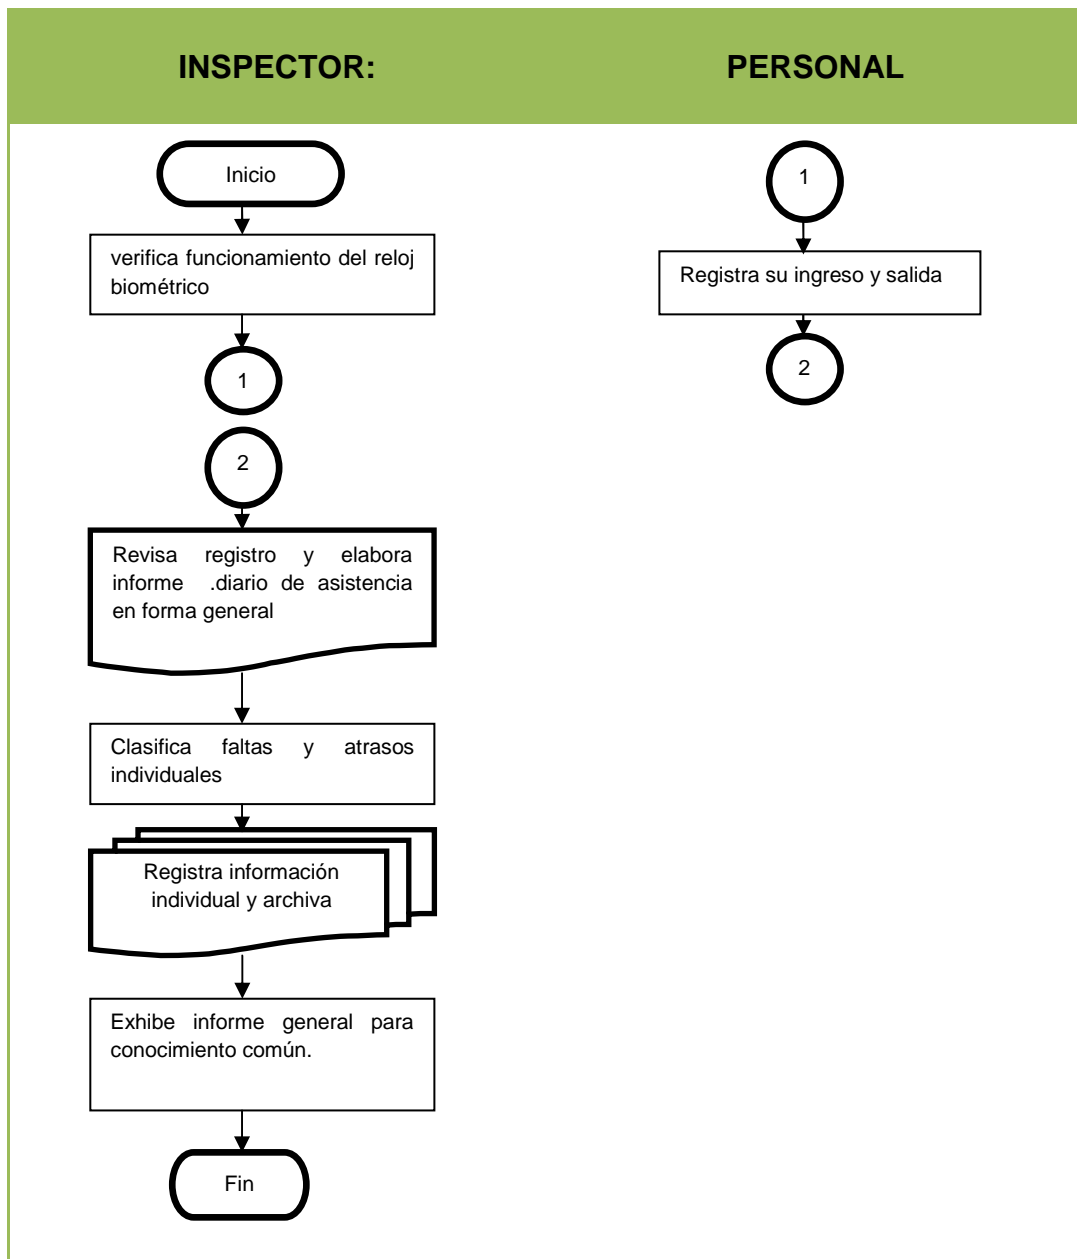 INSPECTOR:
PERSONAL
Inicio
verifica funcionamiento del reloj
biométrico
1
2
Revisa registro y elabora
informe .diario de asistencia
en forma general
Clasifica faltas y atrasos
individuales
Registra información
individual y archiva
Exhibe informe general para
conocimiento común.
Fin
1
Registra su ingreso y salida
2